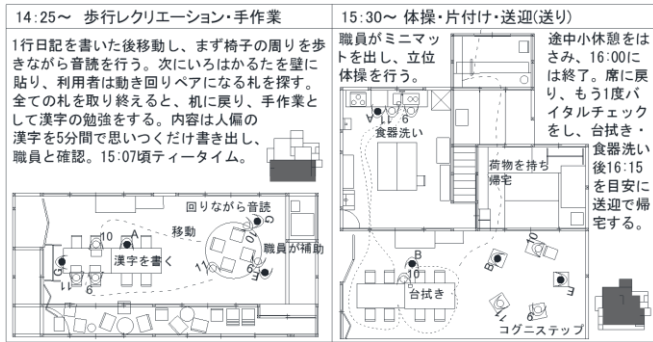 14:25～ 歩行レクリエーション・手作業
1行日記を書いた後移動し、まず椅子の周りを歩
きながら音読を行う。次にいろはかるたを壁に
貼り、利用者は動き回りペアになる札を探す。
全ての札を取り終えると、机に戻り、手作業と
して漢字の勉強をする。内容は人偏の
漢字を5分間で思いつくだけ書き出し、
職員と確認。15:07頃ティータイム。
回りながら音読
移動
職員が補助
漢字を書く
10
A
G
11
9
G
10
11
9
E
15:30～ 体操・片付け・送迎(送り)
職員がミニマッ
トを出し、立位
体操を行う。
途中小休憩をは
さみ、16:00に
は終了。席に戻
り、もう1度バ
イタルチェック
をし、台拭き・
食器洗い
後16:15
を目安に
送迎で帰
宅する。
A
11
9
食器洗い
荷物を持ち
帰宅
B
10
台拭き
B
10
E
11
9
コグニステップ